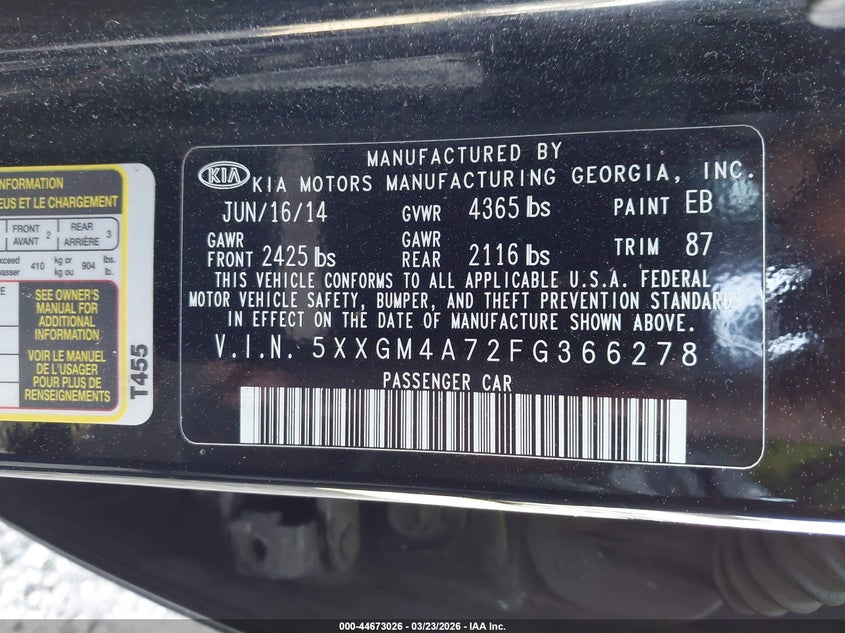 MANUFACTURED BY
KIA KIA MOTORS MANUFACTURING GEORGIA, INC.
JUN/16/14 GVWR 4365 lbs PAINT EB
GAWR FRONT 2425 lbs GAWR REAR 2116 lbs TRIM 87
THIS VEHICLE CONFORMS TO ALL APPLICABLE U.S.A. FEDERAL
MOTOR VEHICLE SAFETY, BUMPER, AND THEFT PREVENTION STANDARDS
IN EFFECT ON THE DATE OF MANUFACTURE SHOWN ABOVE.
V.I.N. 5XXGM4A72FG366278
PASSENGER CAR
INFORMATION
LE CHARGEMENT
FRONT 2 REAR 3
AVANT ARRIÈRE
kg or lbs.
410 kg ou 904 lb.
SEE OWNER'S
MANUAL FOR
ADDITIONAL
INFORMATION
VOIR LE MANUEL
DE L'USAGER
POUR PLUS DE
RENSEIGNEMENTS
T455
000-44673026 - 03/23/2026 - IAA Inc.